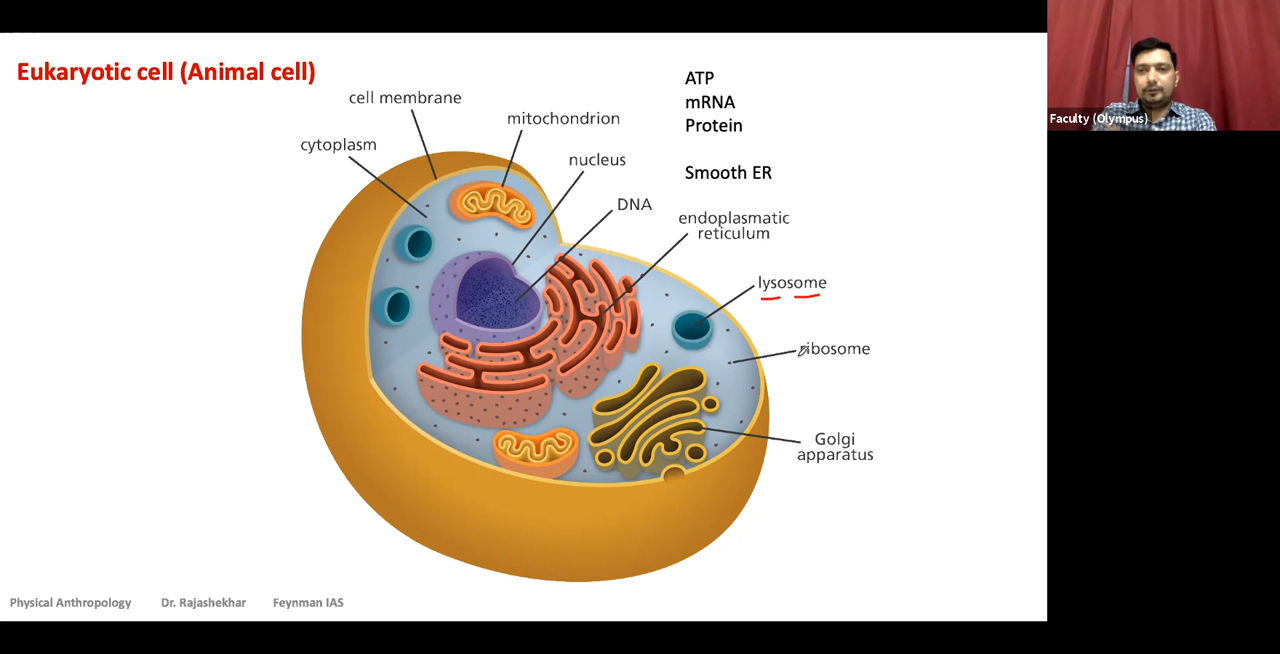 Eukaryotic cell (Animal cell)
ATP
mRNA
Protein
Smooth ER
cell membrane
mitochondrion
cytoplasm
nucleus
DNA
endoplasmatic
reticulum
lysosome
ribosome
Golgi
apparatus
Physical Anthropology
Dr. Rajashekhar
Feynman IAS
Faculty (Olympus)